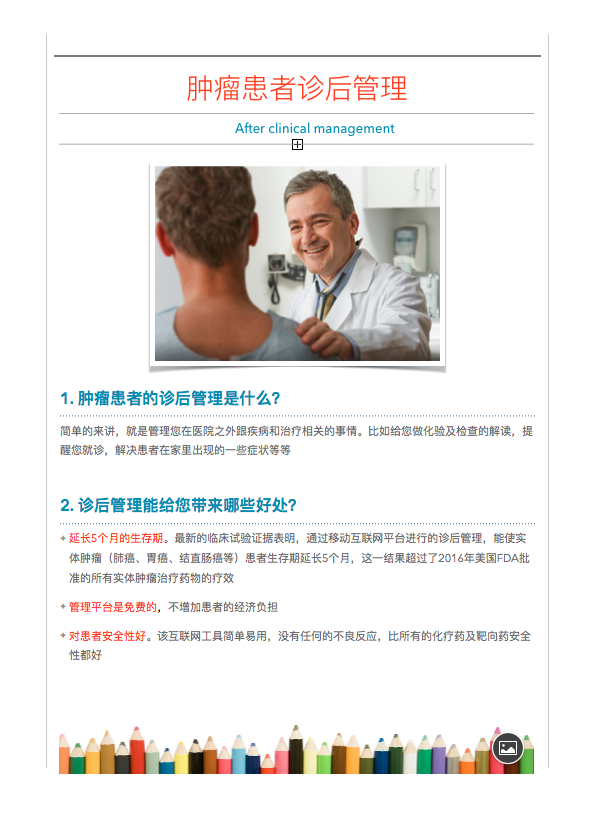 肿瘤患者诊后管理
After clinical management
1. 肿瘤患者的诊后管理是什么？
简单的来讲，就是管理您在医院之外跟疾病和治疗相关的事情。比如给您做化验及检查的解读，提
醒您就诊，解决患者在家里出现的一些症状等等
2. 诊后管理能给您带来哪些好处？
✦ 延长5个月的生存期。最新的临床试验证据表明，通过移动互联网平台进行的诊后管理，能使实
体肿瘤（肺癌、胃癌、结直肠癌等）患者生存期延长5个月，这一结果超过了2016年美国FDA批
准的所有实体肿瘤治疗药物的疗效
✦ 管理平台是免费的，不增加患者的经济负担
✦ 对患者安全性好。该互联网工具简单易用，没有任何的不良反应，比所有的化疗药及靶向药安全
性都好